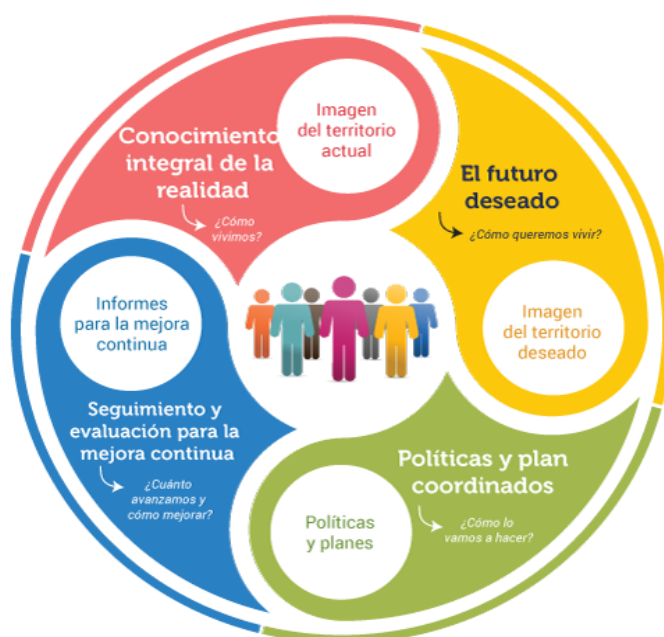 Conocimiento
integral de la
realidad
¿Cómo
vivimos?
Imagen
del territorio
actual
El futuro
deseado
¿Cómo queremos vivir?
Imagen
del territorio
deseado
Políticas y plan
coordinados
¿Cómo lo
vamos a hacer?
Políticas
y planes
Seguimiento y
evaluación para la
mejora continua
¿Cuánto
avanzamos y
cómo mejorar?
Informes
para la mejora
continua